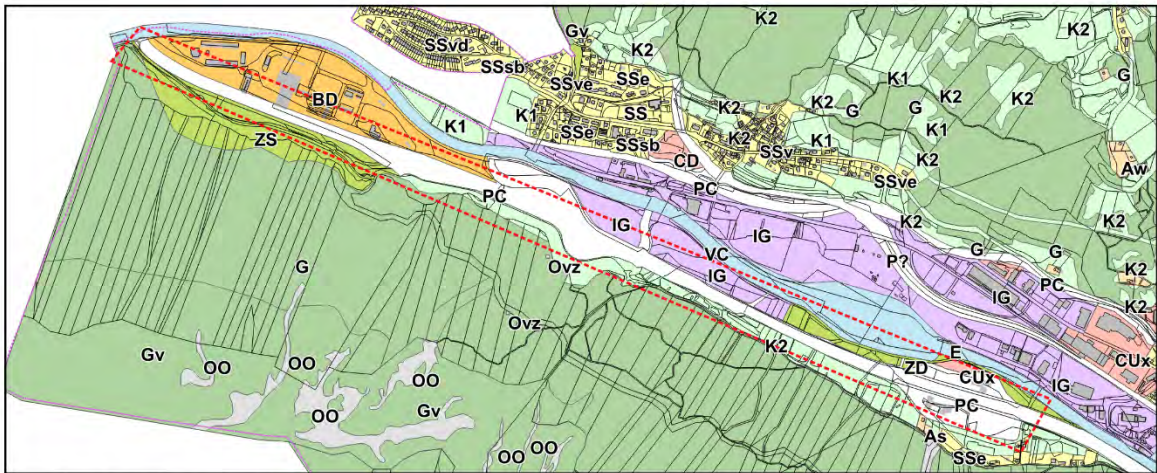 K2
Gv
SSvd
K2
K2
K2
SSsb
SSve
SSe
K2
K1
G
BD
SS
K2
K2
G
G
K2
K2
K1
K1
SSe
K2
K1
K1
ZS
SSsb
CD
SSv
K2
Aw
SSve
PC
PC
K2
K2
IG
IG
VC
G
G
P?
PC
K2
Ovz
IG
IG
G
K2
Ovz
Gv
OO
OO
OO
K2
E
ZD
CUx
CUx
IG
OO
Gv
PC
OO
OO
As
SSe